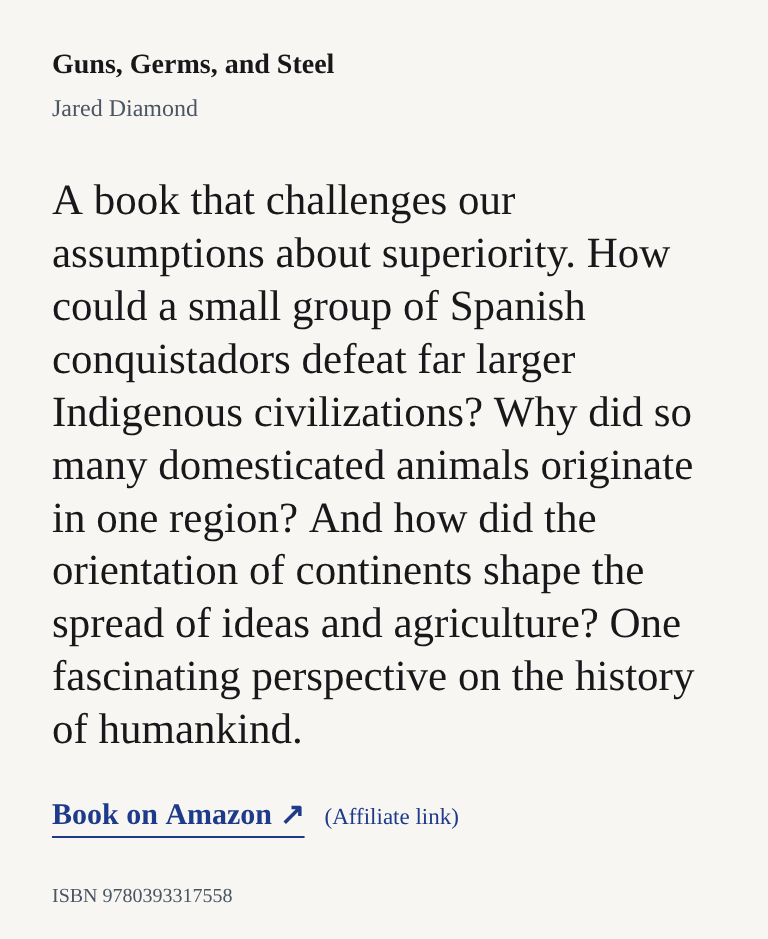 Guns, Germs, and Steel
Jared Diamond
A book that challenges our
assumptions about superiority. How
could a small group of Spanish
conquistadors defeat far larger
Indigenous civilizations? Why did so
many domesticated animals originate
in one region? And how did the
orientation of continents shape the
spread of ideas and agriculture? One
fascinating perspective on the history
of humankind.
Book on Amazon ↗ (Affiliate link)
ISBN 9780393317558